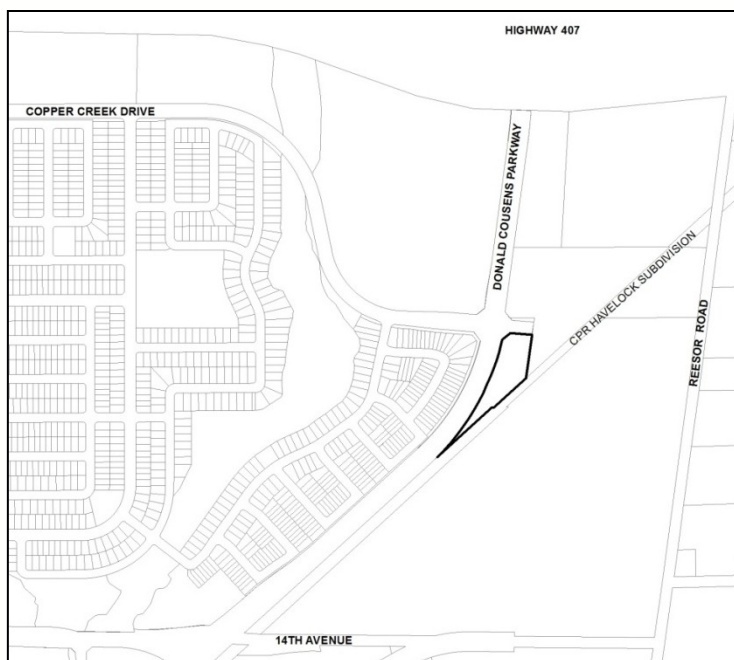 HIGHWAY 407
COPPER CREEK DRIVE
DONALD COUSENS PARKWAY
CPR HAVELOCK SUBDIVISION
REESOR ROAD
14TH AVENUE